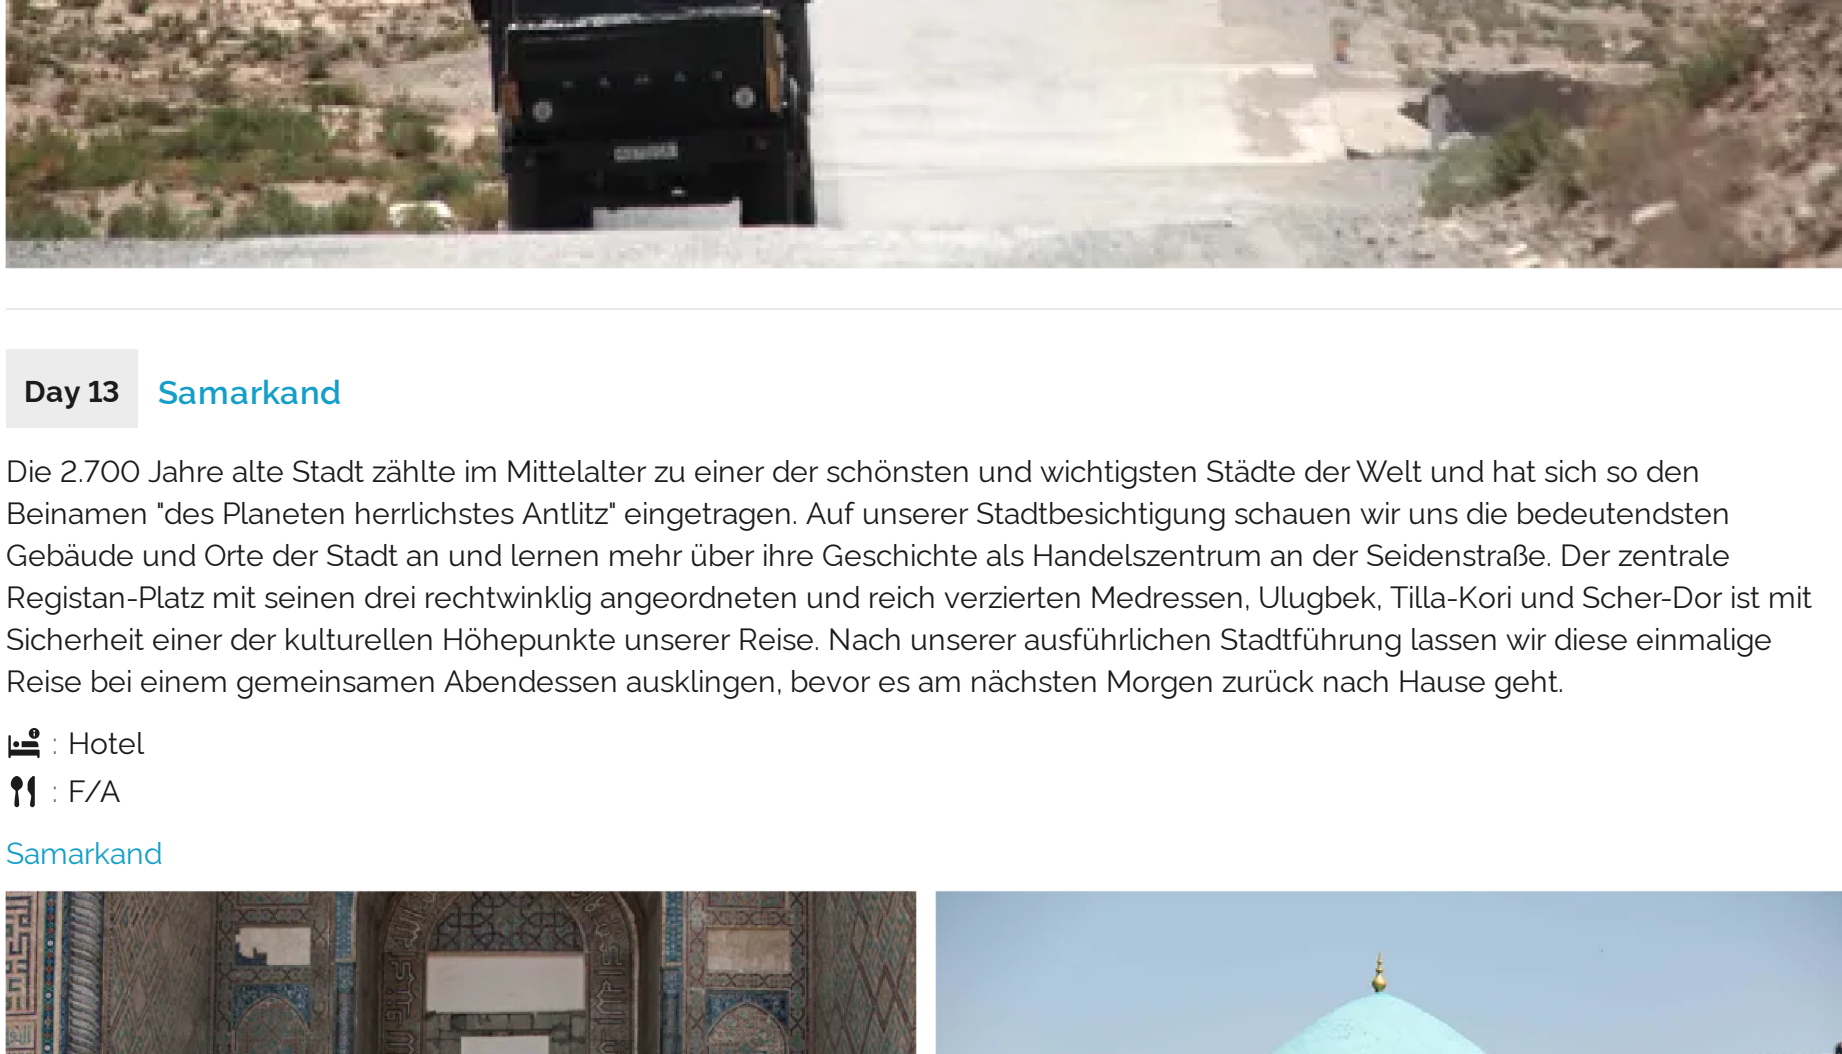 KAMAZ
Day 13
Samarkand
Die 2.700 Jahre alte Stadt zählte im Mittelalter zu einer der schönsten und wichtigsten Städte der Welt und hat sich so den
Beinamen "des Planeten herrlichstes Antlitz" eingetragen. Auf unserer Stadtbesichtigung schauen wir uns die bedeutendsten
Gebäude und Orte der Stadt an und lernen mehr über ihre Geschichte als Handelszentrum an der Seidenstraße. Der zentrale
Registan-Platz mit seinen drei rechtwinklig angeordneten und reich verzierten Medressen, Ulugbek, Tilla-Kori und Scher-Dor ist mit
Sicherheit einer der kulturellen Höhepunkte unserer Reise. Nach unserer ausführlichen Stadtführung lassen wir diese einmalige
Reise bei einem gemeinsamen Abendessen ausklingen, bevor es am nächsten Morgen zurück nach Hause geht.
: Hotel
: F/A
Samarkand